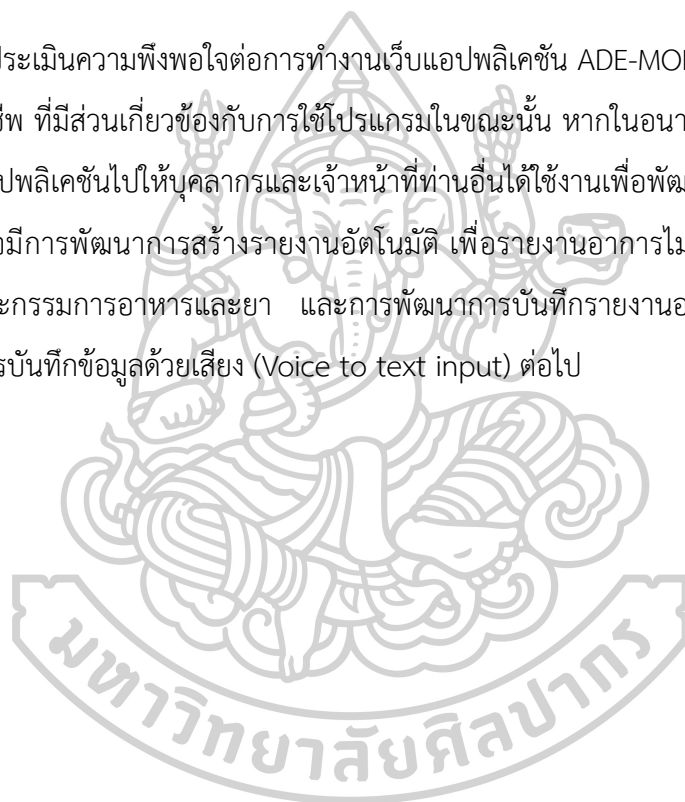 ประเมินความพึงพอใจต่อการทำงานเว็บแอปพลิเคชัน ADE-MO
ชีพ ที่มีส่วนเกี่ยวข้องกับการใช้โปรแกรมในขณะนั้น หากในอนา
ปพลิเคชันไปให้บุคลากรและเจ้าหน้าที่ท่านอื่นได้ใช้งานเพื่อพัฒ
มีการพัฒนาการสร้างรายงานอัตโนมัติ เพื่อรายงานอาการไม
ะกรรมการอาหารและยา และการพัฒนาการบันทึกรายงานอ
รบันทึกข้อมูลด้วยเสียง (Voice to text input) ต่อไป
มหาวิทยาลัยศิลปากร